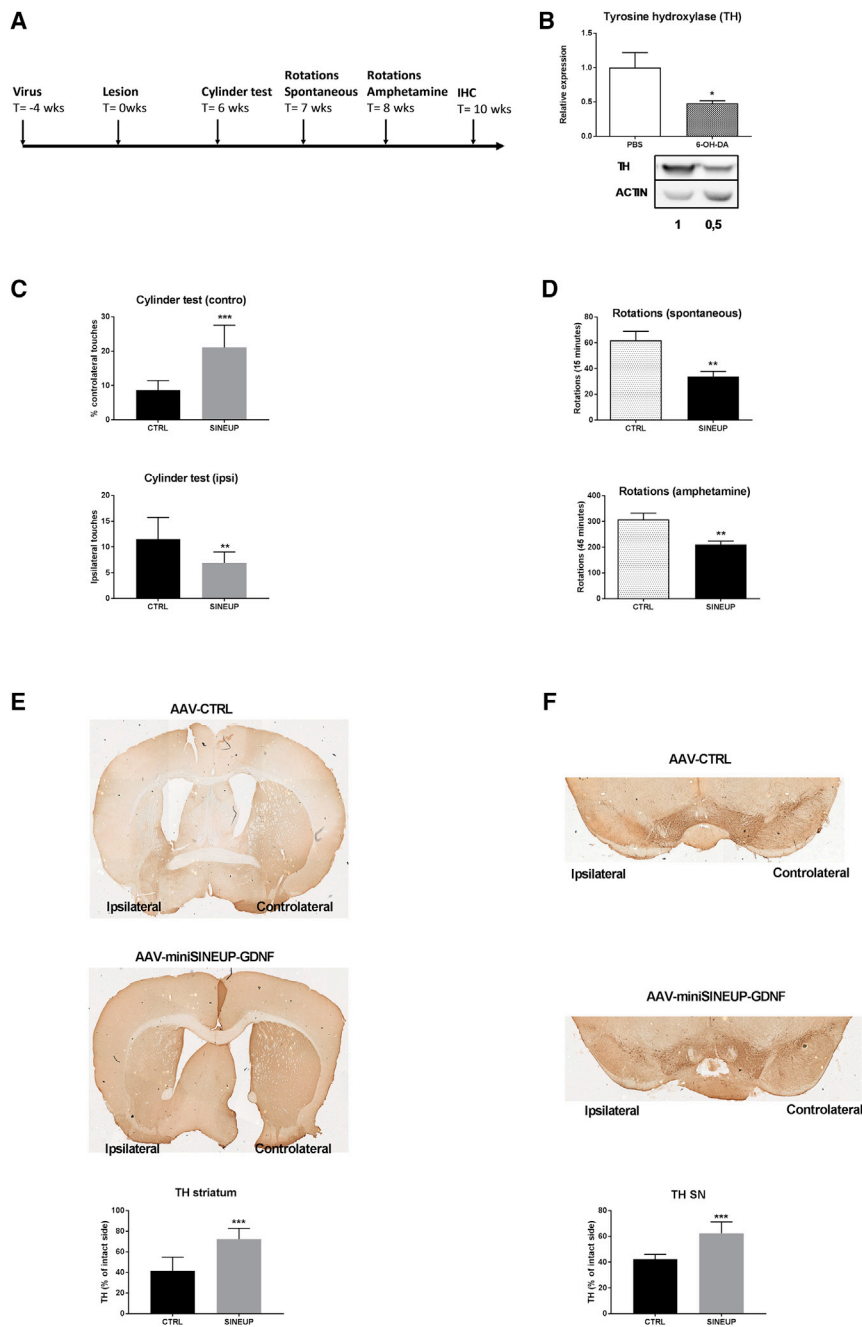 A
Virus
T= -4 wks
Lesion
T= 0wks
Cylinder test
T= 6 wks
Rotations
Spontaneous
T= 7 wks
Rotations
Amphetamine
T= 8 wks
IHC
T= 10 wks
B
Tyrosine hydroxylase (TH)
Relative expression
1.5
1.0
0.5
0.0
*
PBS
6-OH-DA
TH
ACTIN
1 0,5
C
Cylinder test (contro)
% controlateral touches
30
20
10
0
***
CTRL
SINEUP
Cylinder test (ipsi)
Ipsilateral touches
20
15
10
5
0
**
CTRL
SINEUP
D
Rotations (spontaneous)
Rotations (15 minutes)
80
60
40
20
0
**
CTRL
SINEUP
Rotations (amphetamine)
Rotations (45 minutes)
400
300
200
100
0
**
CTRL
SINEUP
E
AAV-CTRL
Ipsilateral
Controlateral
AAV-miniSINEUP-GDNF
Ipsilateral
Controlateral
TH striatum
TH (% of intact side)
100
80
60
40
20
0
***
CTRL
SINEUP
F
AAV-CTRL
Ipsilateral
Controlateral
AAV-miniSINEUP-GDNF
Ipsilateral
Controlateral
TH SN
TH (% of intact side)
100
80
60
40
20
0
***
CTRL
SINEUP